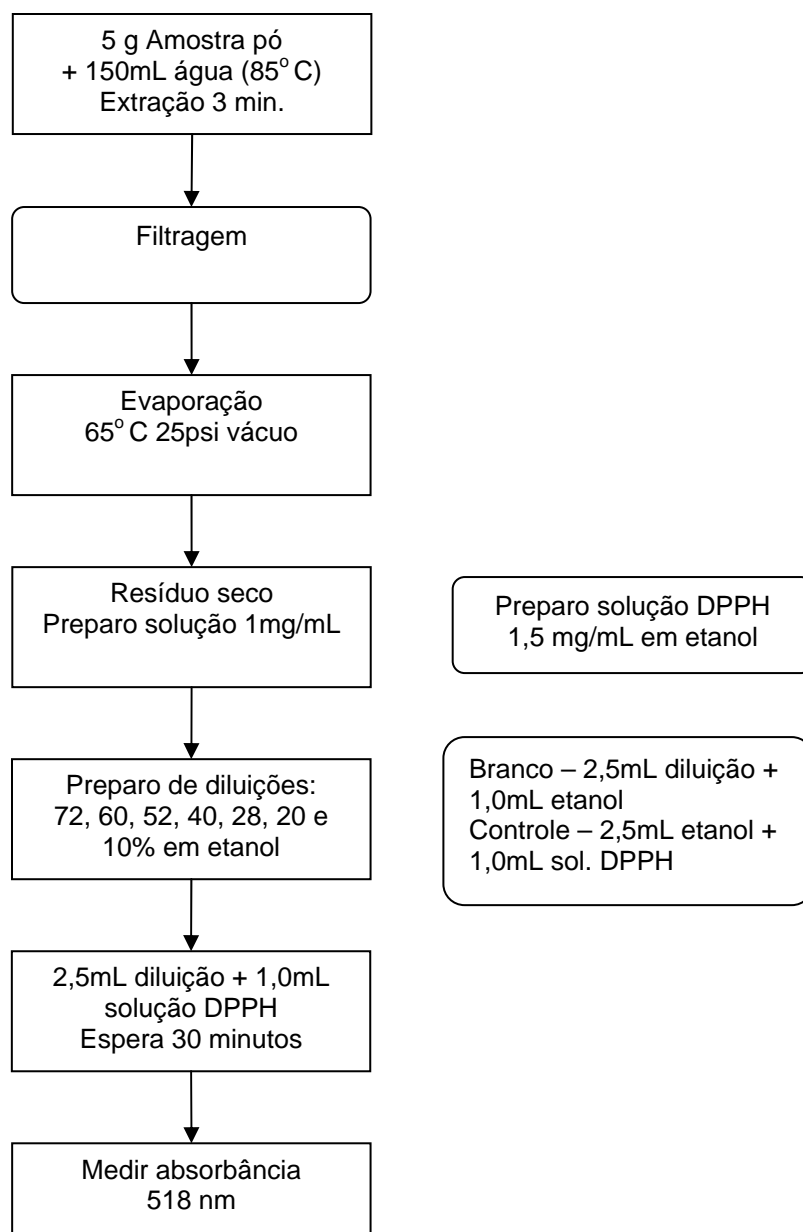 5 g Amostra pó
+ 150mL água (85° C)
Extração 3 min.
Filtragem
Evaporação
65° C 25psi vácuo
Resíduo seco
Preparo solução 1mg/mL
Preparo solução DPPH
1,5 mg/mL em etanol
Preparo de diluições:
72, 60, 52, 40, 28, 20 e
10% em etanol
Branco – 2,5mL diluição +
1,0mL etanol
Controle – 2,5mL etanol +
1,0mL sol. DPPH
2,5mL diluição + 1,0mL
solução DPPH
Espera 30 minutos
Medir absorbância
518 nm